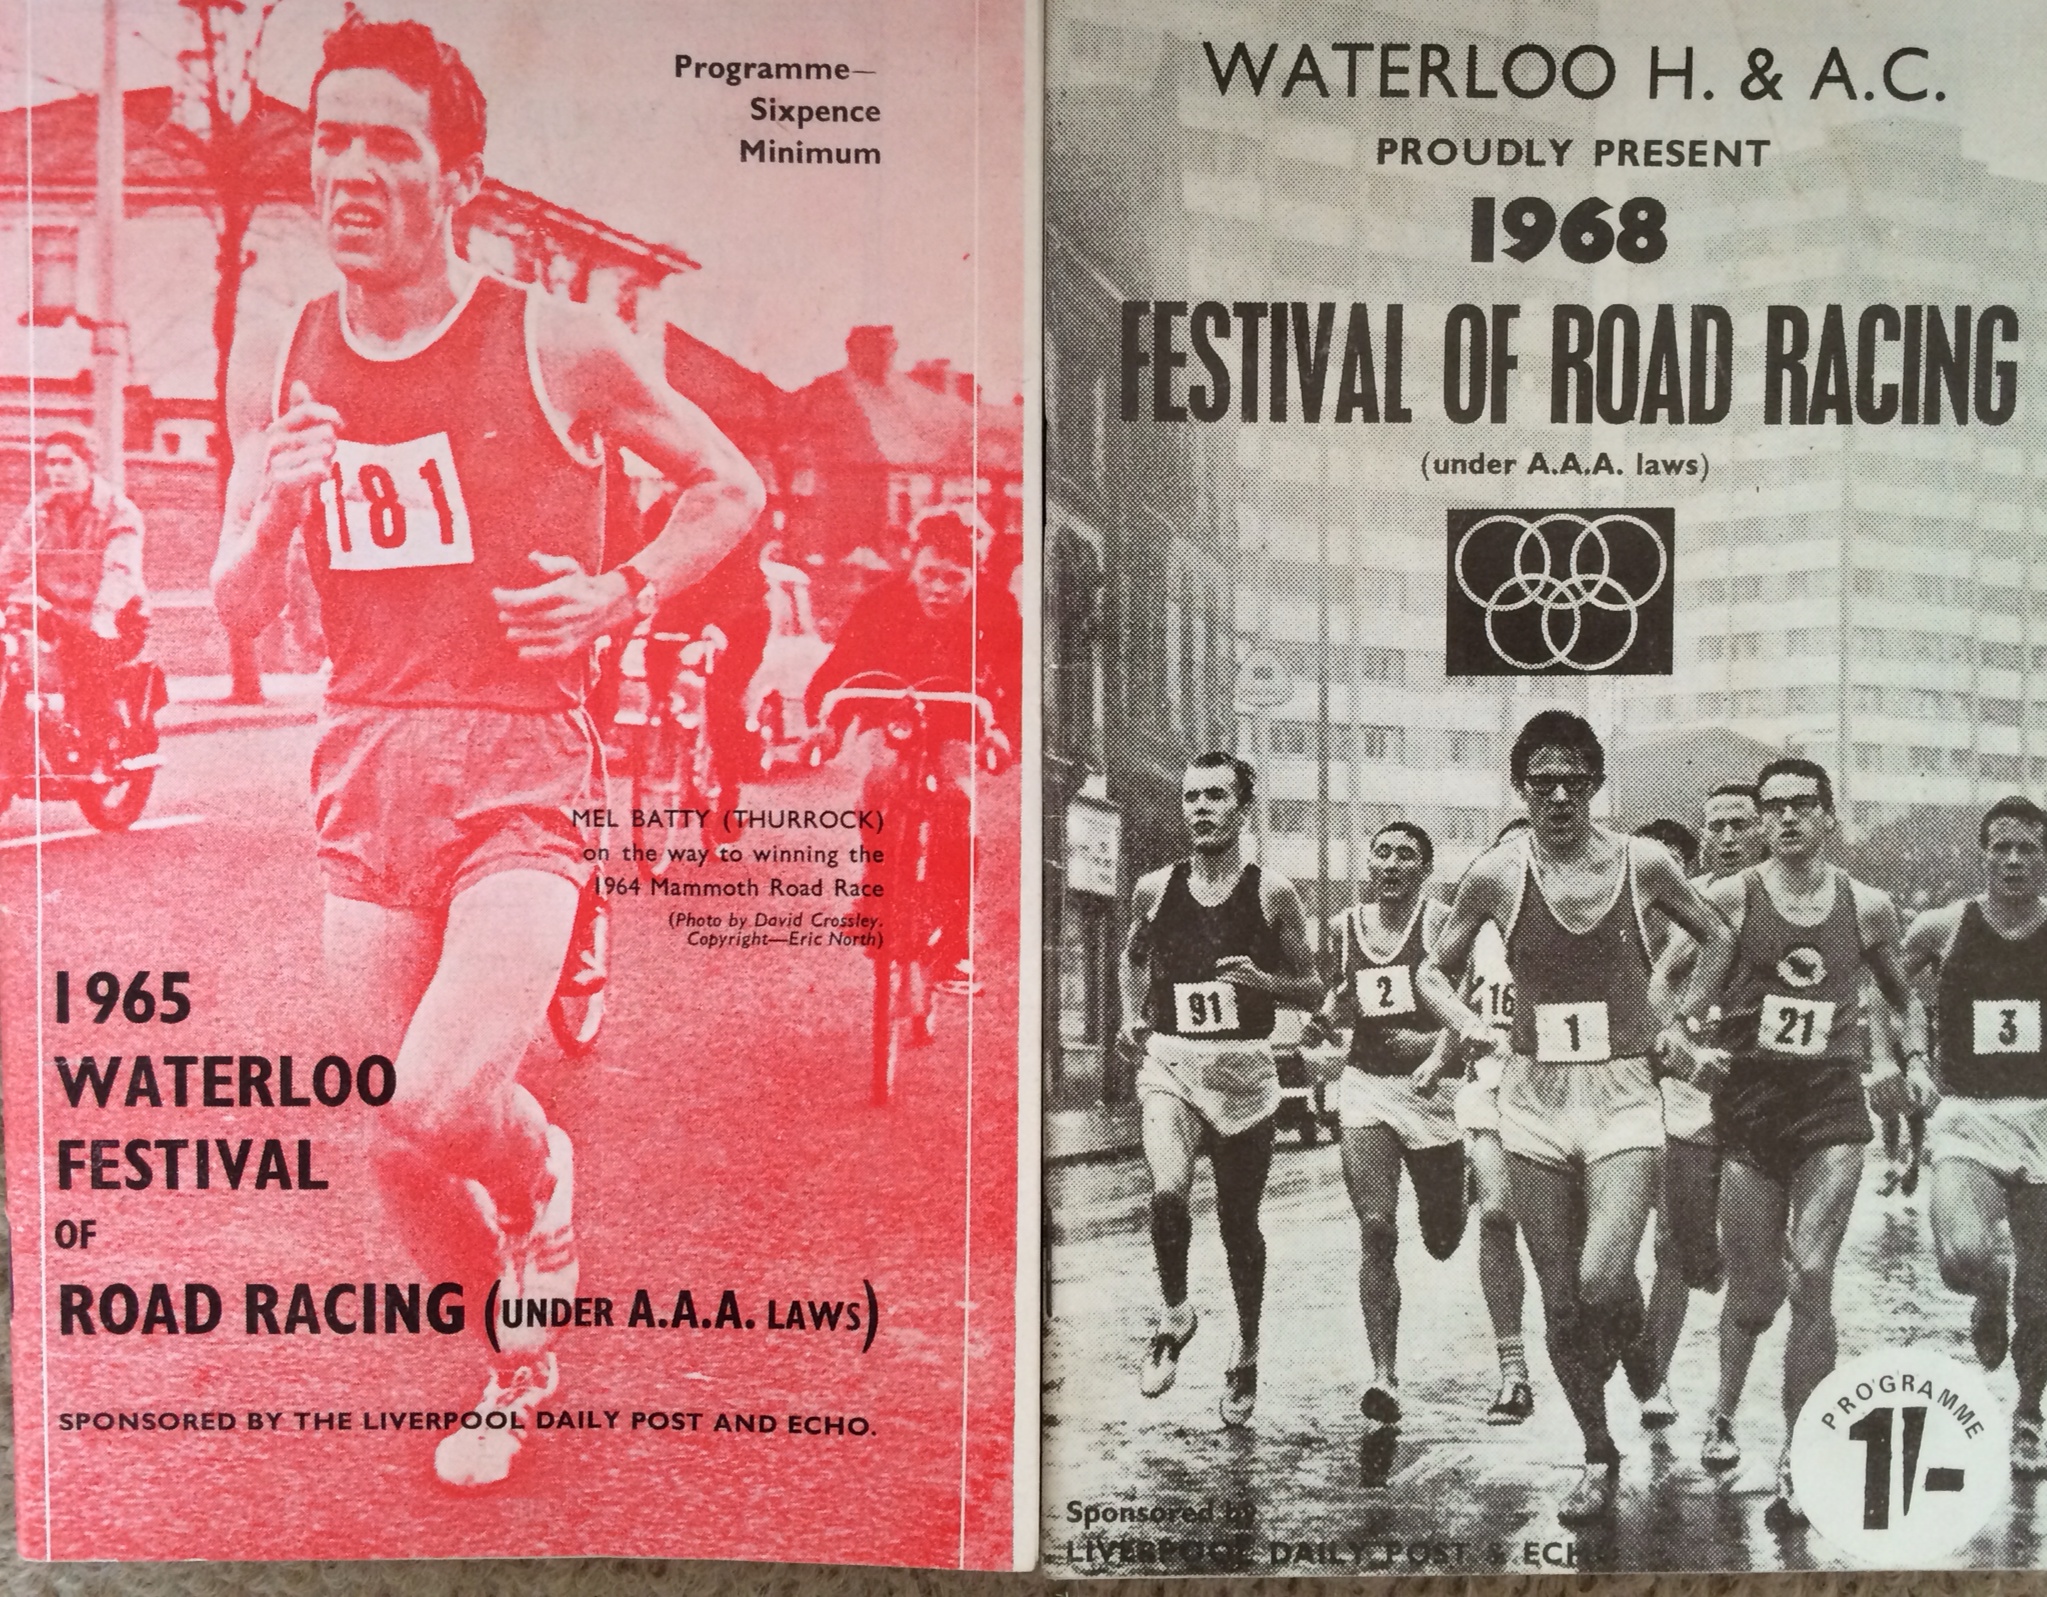 Programme—
Sixpence
Minimum
181
MEL BATTY (THURROCK)
on the way to winning the
1964 Mammoth Road Race
(Photo by David Crossley.
Copyright—Eric North)
1965
WATERLOO
FESTIVAL
OF
ROAD RACING (UNDER A.A.A. LAWS)
SPONSORED BY THE LIVERPOOL DAILY POST AND ECHO.
WATERLOO H. & A.C.
PROUDLY PRESENT
1968
FESTIVAL OF ROAD RACING
(under A.A.A. laws)
91
2
16
1
21
3
PROGRAMME
1/-
Sponsored by
LIVERPOOL DAILY POST & ECHO